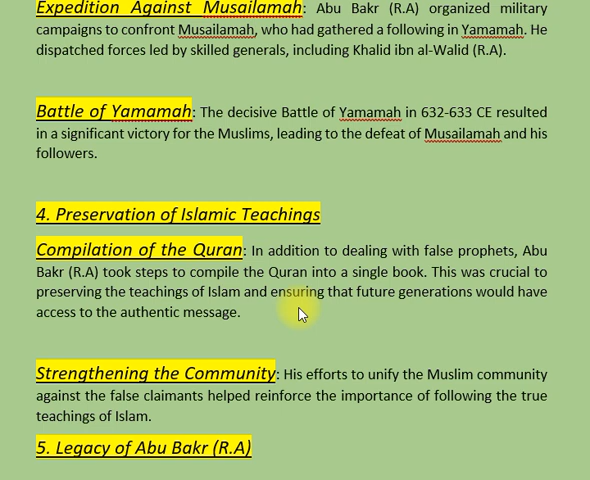 Expedition Against Musailamah: Abu Bakr (R.A) organized military
campaigns to confront Musailamah, who had gathered a following in Yamamah. He
dispatched forces led by skilled generals, including Khalid ibn al-Walid (R.A).
Battle of Yamamah: The decisive Battle of Yamamah in 632-633 CE resulted
in a significant victory for the Muslims, leading to the defeat of Musailamah and his
followers.
4. Preservation of Islamic Teachings
Compilation of the Quran: In addition to dealing with false prophets, Abu
Bakr (R.A) took steps to compile the Quran into a single book. This was crucial to
preserving the teachings of Islam and ensuring that future generations would have
access to the authentic message.
Strengthening the Community: His efforts to unify the Muslim community
against the false claimants helped reinforce the importance of following the true
teachings of Islam.
5. Legacy of Abu Bakr (R.A)